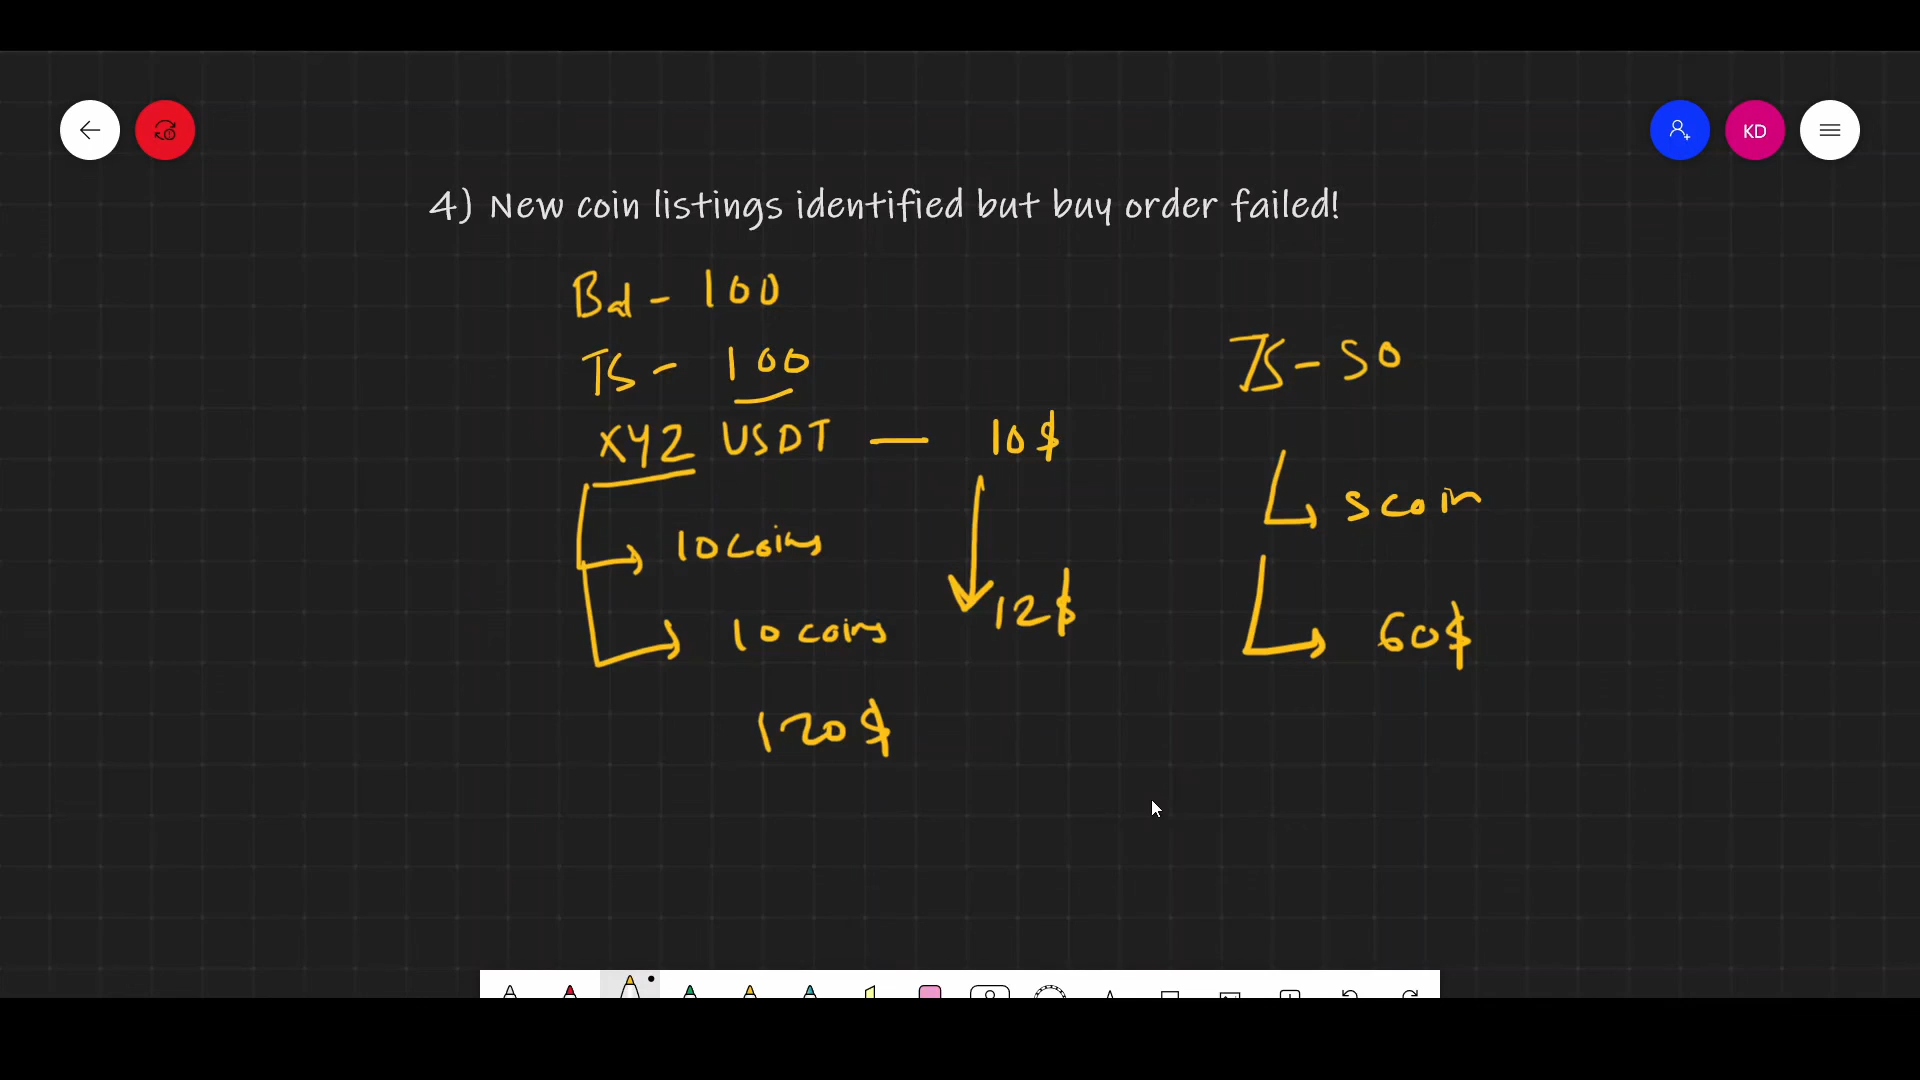 KD
4) New coin listings identified but buy order failed!
Bal - 100
TS - 100
XYZ USDT — 10$
10 coins
10 coins
12$
120$
TS - 50
5 coin
60$